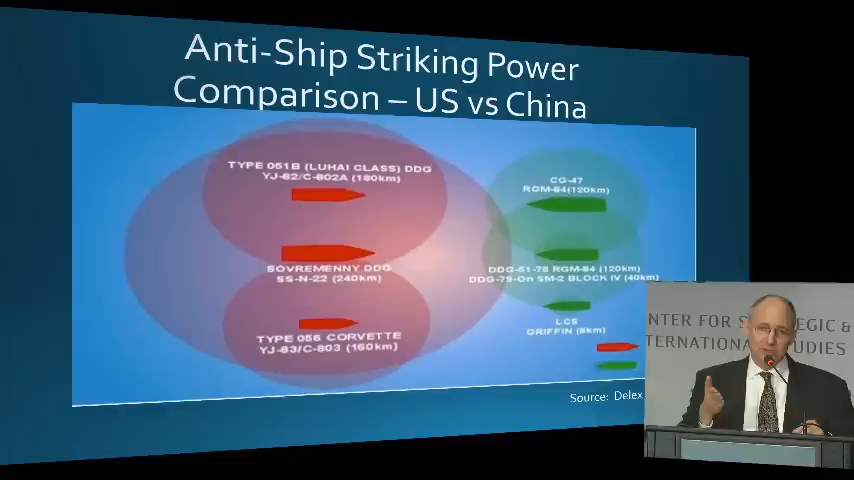 Anti-Ship Striking Power
Comparison – US vs China
TYPE 051B (LUHAI CLASS) DDG
YJ-82/C-802A (180km)
SOVREMENNY DDG
SS-N-22 (240km)
TYPE 056 CORVETTE
YJ-83/C-803 (160km)
CG-47
RGM-84(120km)
DDG-51-78 RGM-84 (120km)
DDG-79-On SM-2 BLOCK IV (40km)
LCS
GRIFFIN (8km)
Source: Delex
NTER FOR S EGIC &
TERNATIONA STUDIES